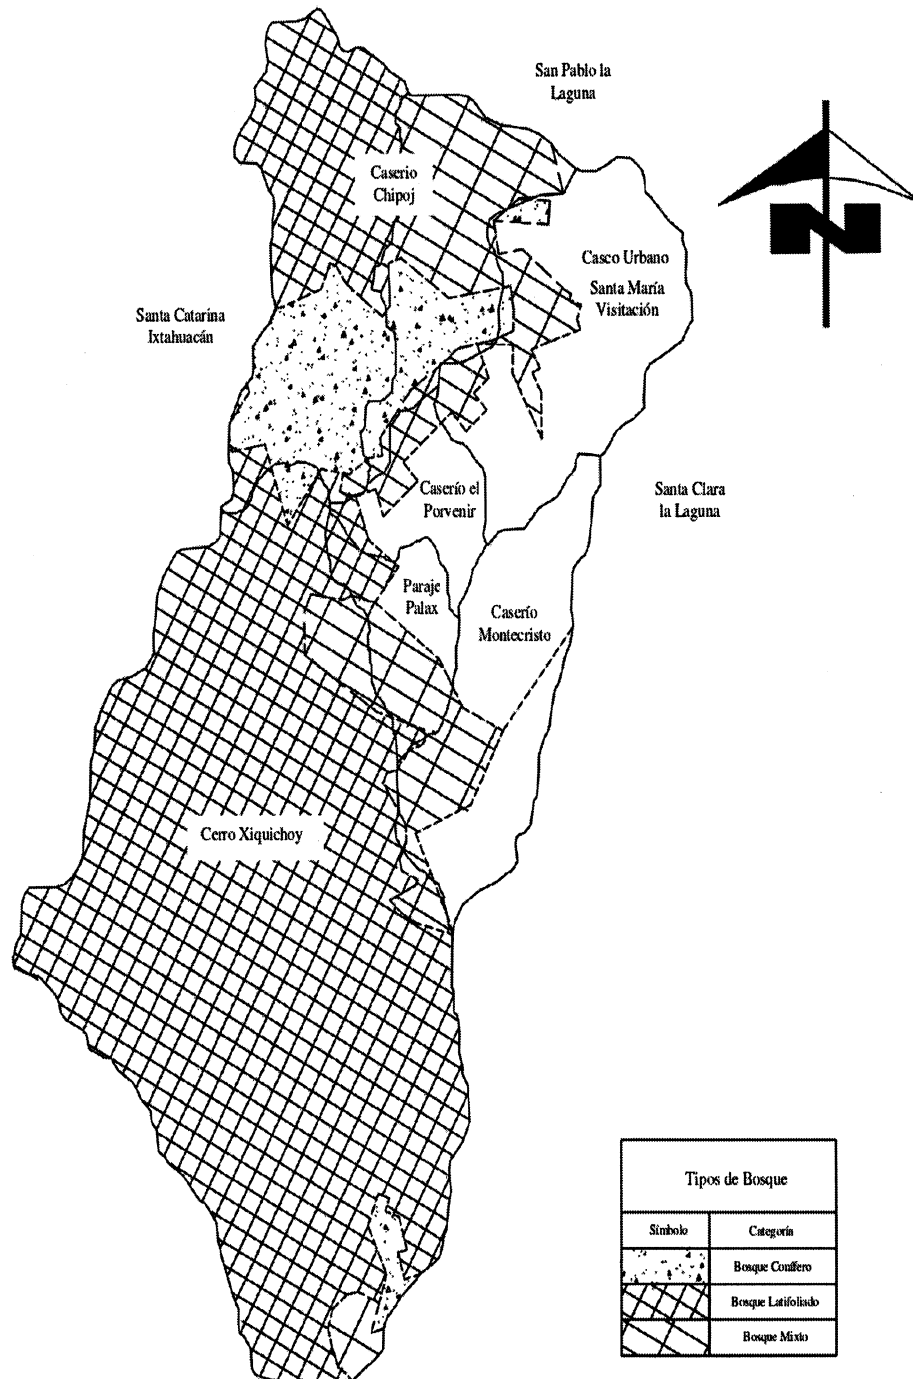 San Pablo la
Laguna
Caserio
Chipoj
N
Casco Urbano
Santa María
Visitación
Santa Catarina
Ixtahuacán
Caserío el
Porvenir
Santa Clara
la Laguna
Paraje
Palax
Caserío
Montecristo
Cerro Xiquichoy
Tipos de Bosque
Símbolo Categoría
Bosque Conífero
Bosque Latifoliado
Bosque Mixto